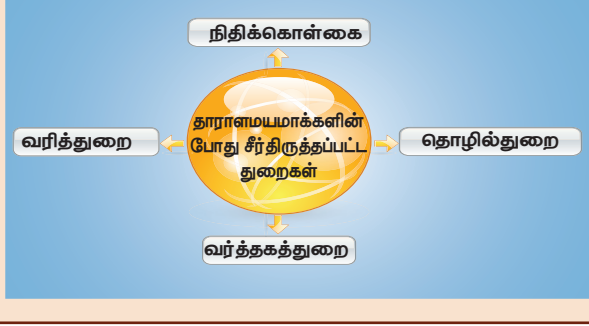 நிதிக்கொள்கை
தாராளமயமாக்களின்
போது சீர்திருத்தப்பட்ட
துறைகள்
வரித்துறை
தொழில்துறை
வர்த்தகத்துறை